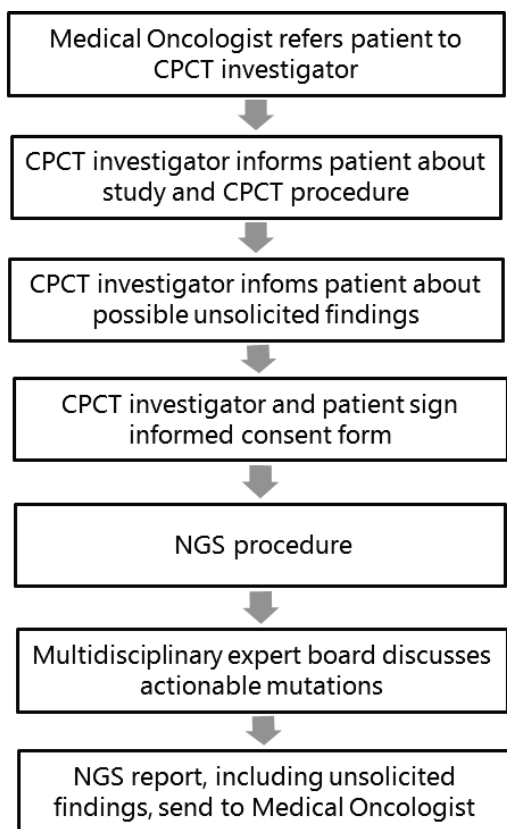 Medical Oncologist refers patient to
CPCT investigator
CPCT investigator informs patient about
study and CPCT procedure
CPCT investigator infoms patient about
possible unsolicited findings
CPCT investigator and patient sign
informed consent form
NGS procedure
Multidisciplinary expert board discusses
actionable mutations
NGS report, including unsolicited
findings, send to Medical Oncologist